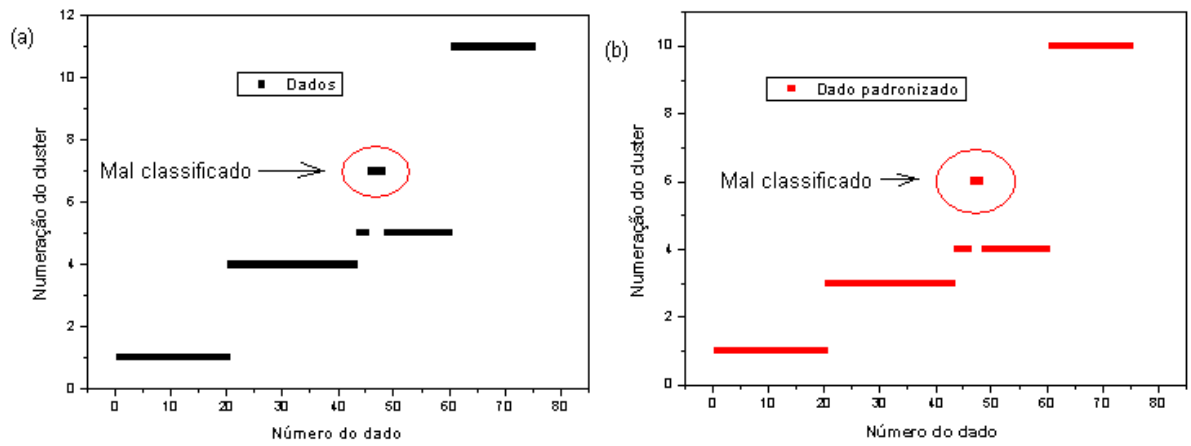 (a)
12
10
8
6
4
2
0
Numeração do cluster
Dados
Mal classificado
0 10 20 30 40 50 60 70 80
Número do dado
(b)
10
8
6
4
2
0
Numeração do cluster
Dado padronizado
Mal classificado
0 10 20 30 40 50 60 70 80
Número do dado